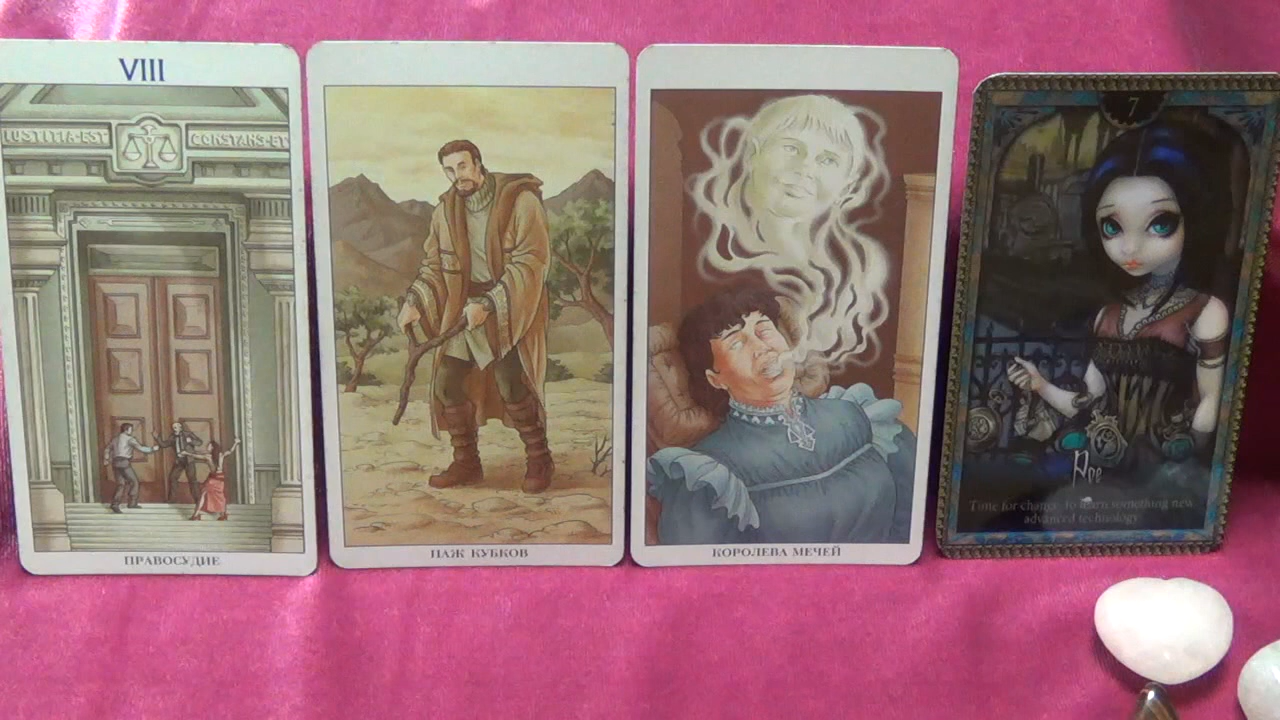 VIII
IUSTITIA·EST CONSTANS·ET
ПРАВОСУДИЕ
ПАЖ КУБКОВ
КОРОЛЕВА МЕЧЕЙ
7
Poe
Time for change to learn something new
advanced technology